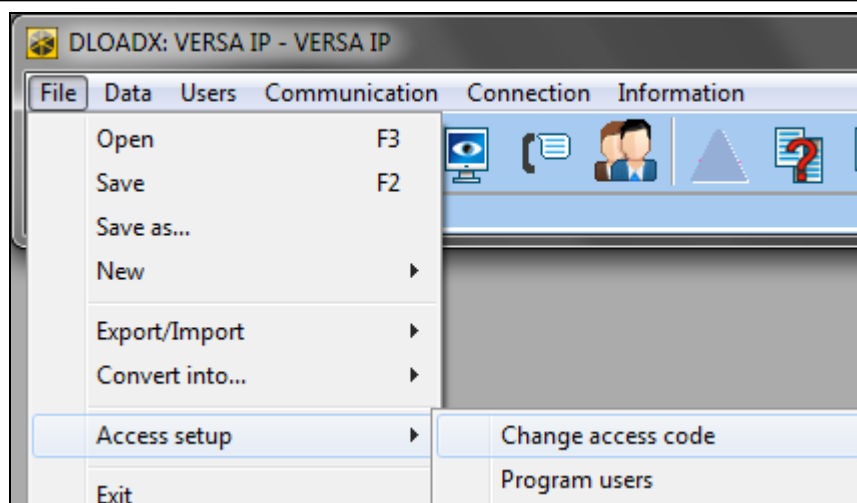 DLOADX: VERSA IP - VERSA IP
File Data Users Communication Connection Information
Open F3
Save F2
Save as...
New
Export/Import
Convert into...
Access setup
Change access code
Program users
Exit